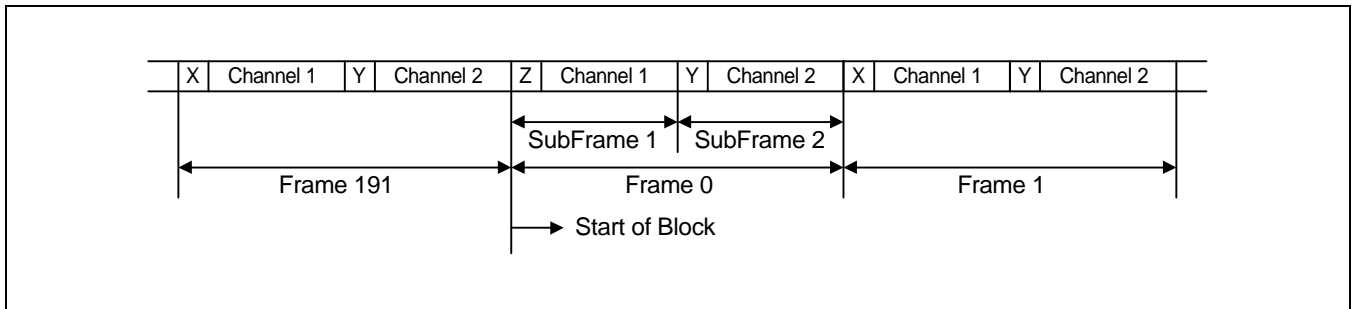 X Channel 1 Y Channel 2 Z Channel 1 Y Channel 2 X Channel 1 Y Channel 2
SubFrame 1 SubFrame 2
Frame 191 Frame 0 Frame 1
Start of Block